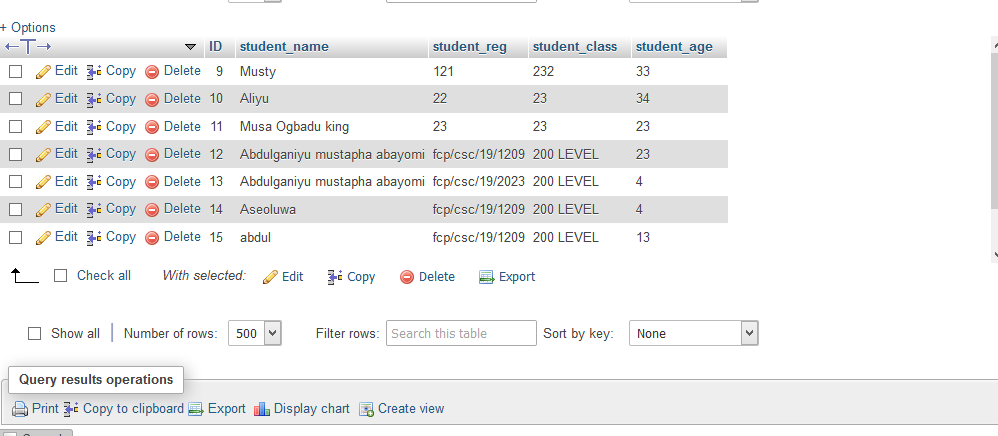 + Options
←T→ ID student_name student_reg student_class student_age
Edit Copy Delete 9 Musty 121 232 33
Edit Copy Delete 10 Aliyu 22 23 34
Edit Copy Delete 11 Musa Ogbadu king 23 23 23
Edit Copy Delete 12 Abdulganiyu mustapha abayomi fcp/csc/19/1209 200 LEVEL 23
Edit Copy Delete 13 Abdulganiyu mustapha abayomi fcp/csc/19/2023 200 LEVEL 4
Edit Copy Delete 14 Aseoluwa fcp/csc/19/1209 200 LEVEL 4
Edit Copy Delete 15 abdul fcp/csc/19/1209 200 LEVEL 13
Check all With selected: Edit Copy Delete Export
Show all | Number of rows: 500 Filter rows: Search this table Sort by key: None
Query results operations
Print Copy to clipboard Export Display chart Create view